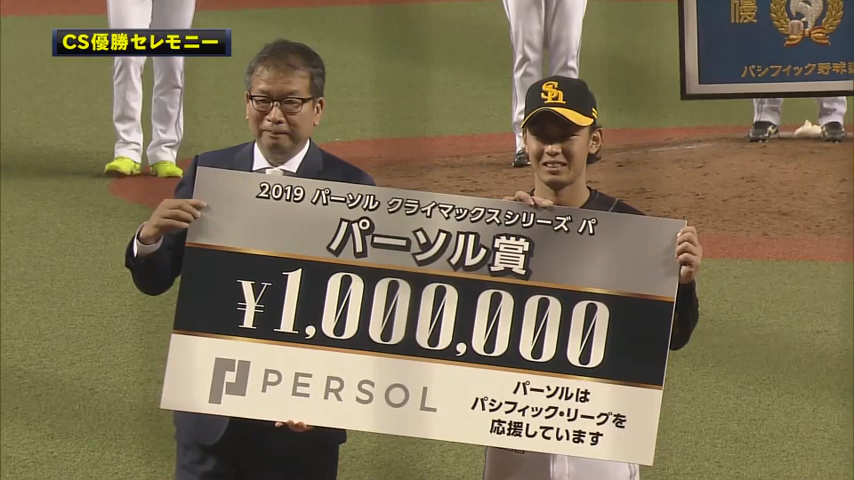 CS優勝セレモニー
優
パシフィック野球
SH
2019 パーソル クライマックスシリーズ パ
パーソル賞
¥1,000,000
PERSOL
パーソルは
パシフィック・リーグを
応援しています